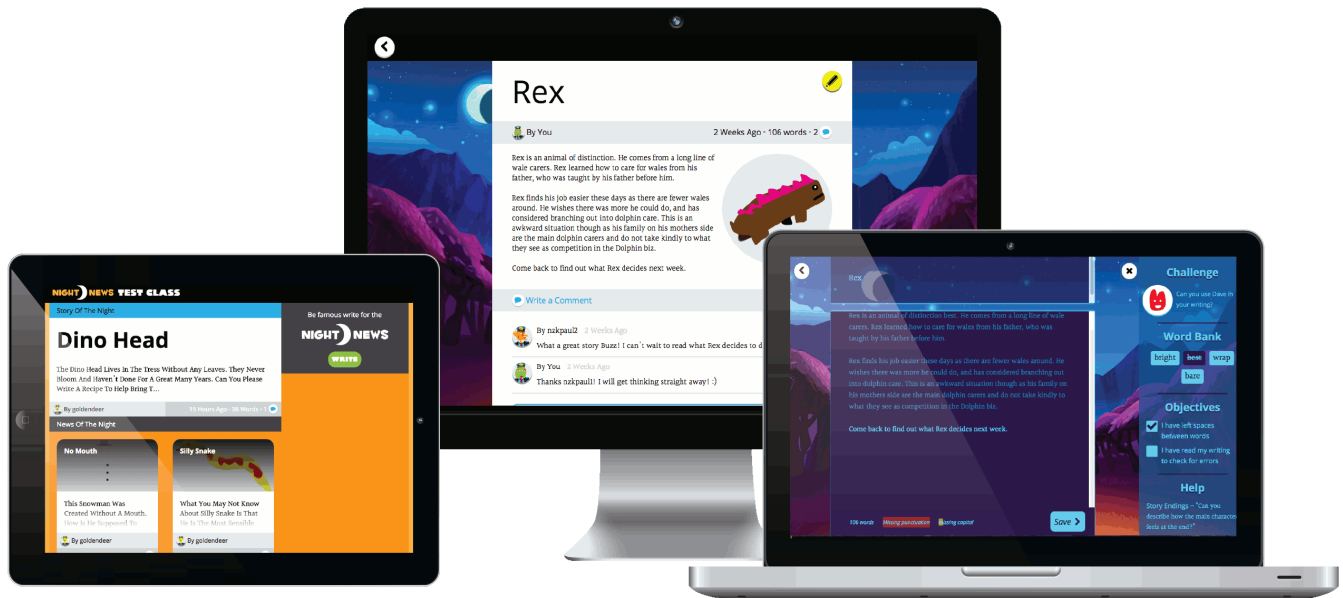 Rex
By You
2 Weeks Ago · 106 words · 2
Rex is an animal of distinction. He comes from a long line of
wale carers. Rex learned how to care for wales from his
father, who was taught by his father before him.
Rex finds his job easier these days as there are fewer wales
around. He wishes there was more he could do, and has
considered branching out into dolphin care. This is an
awkward situation though as his family on his mothers side
are the main dolphin carers and do not take kindly to what
they see as competition in the Dolphin biz.
Come back to find out what Rex decides next week.
Write a Comment
By nzkpaul2 2 Weeks Ago
What a great story Buzz! I can't wait to read what Rex decides to d
By You 2 Weeks Ago
Thanks nzkpaul! I will get thinking straight away! :)
NIGHT NEWS TEST CLASS
Story Of The Night
Dino Head
The Dino Head Lives In The Tress Without Any Leaves. They Never
Bloom And Haven't Done For A Great Many Years. Can You Please
Write A Recipe To Help Bring T...
By goldendeer
15 Hours Ago · 36 Words · 1
News Of The Night
No Mouth
This Snowman Was
Created Without A Mouth.
How Is He Supposed To
By goldendeer
Silly Snake
What You May Not Know
About Silly Snake Is That
He Is The Most Sensible
By goldendeer
Be famous write for the
NIGHT NEWS
WRITE
Rex
Rex is an animal of distinction best. He comes from a long line of wale
carers. Rex learned how to care for wales from his father, who was
taught by his father before him.
Rex finds his job easier these days as there are fewer wales around. He
wishes there was more he could do, and has considered branching out
into dolphin care. This is an awkward situation though as his family on
his mothers side are the main dolphin carers and do not take kindly to
what they see as competition in the Dolphin biz.
Come back to find out what Rex decides next week.
106 words
Missing punctuation
Missing capital
Save
Challenge
Can you use Dave in
your writing?
Word Bank
bright best wrap
bare
Objectives
I have left spaces
between words
I have read my writing
to check for errors
Help
Story Endings – "Can you
describe how the main character
feels at the end?"